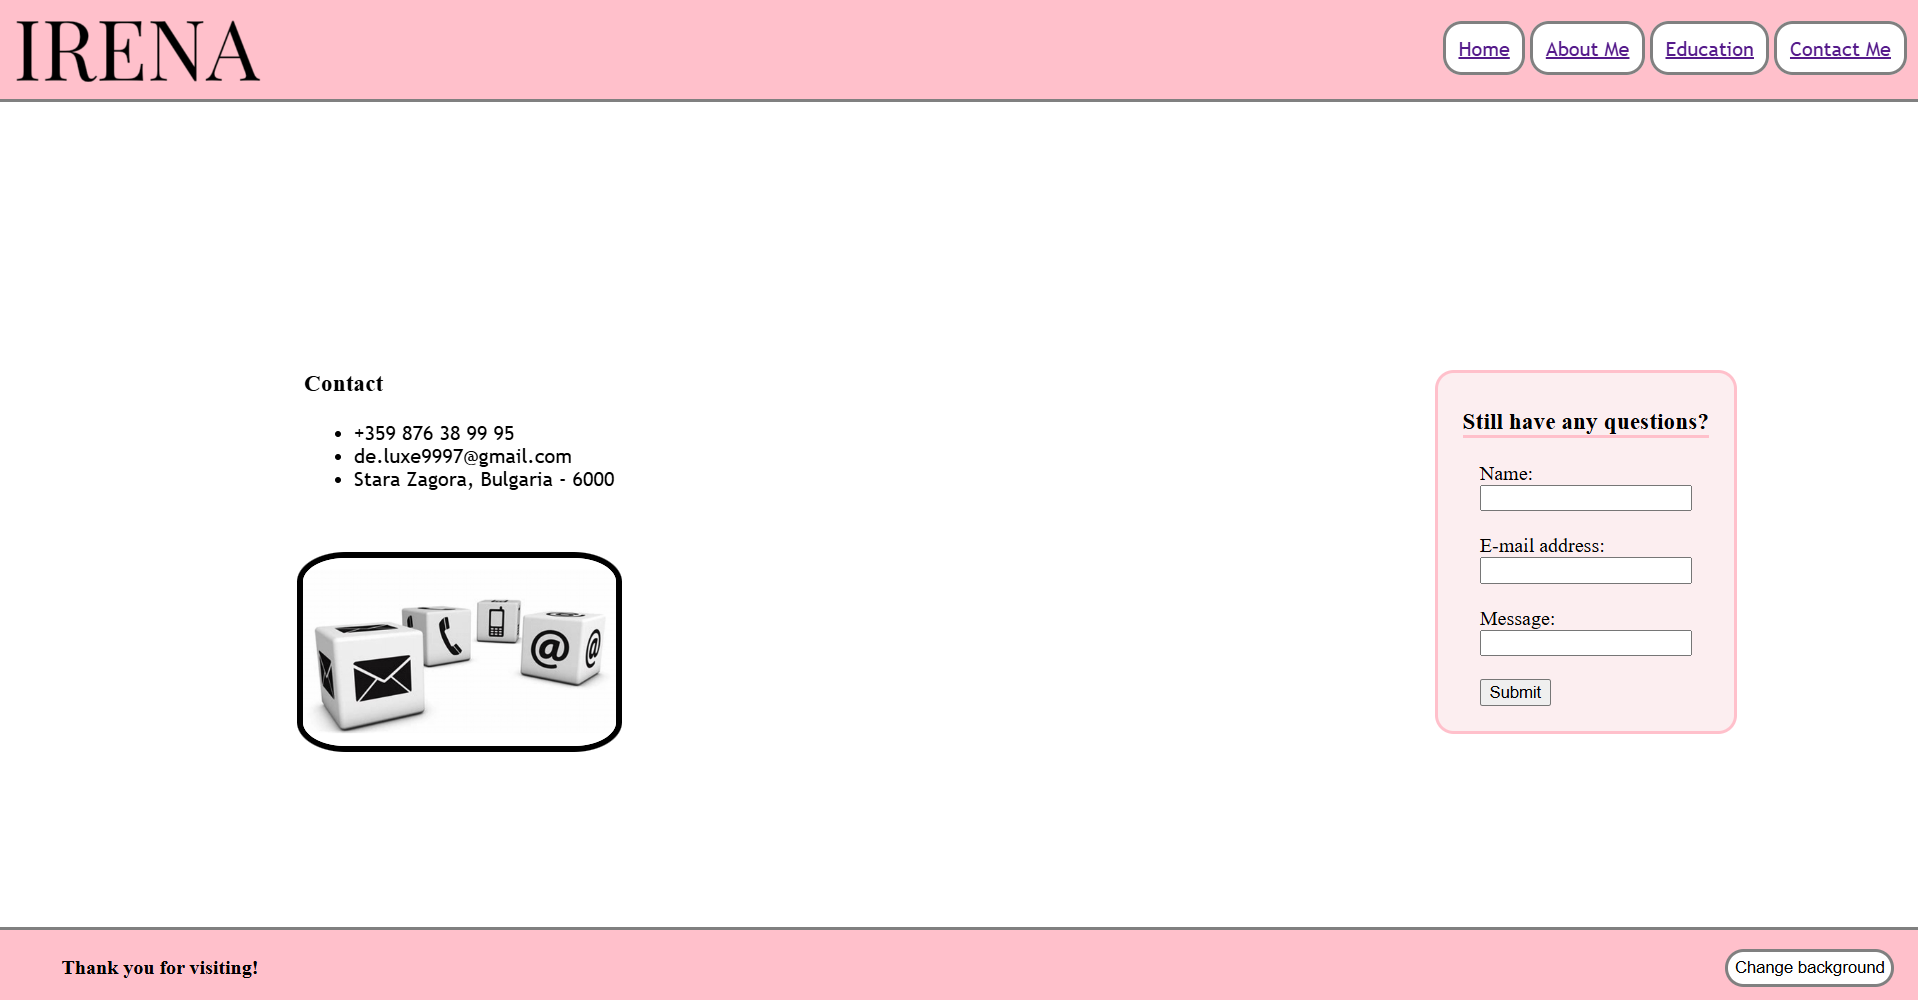 IRENA
Home About Me Education Contact Me
Contact
+359 876 38 99 95
de.luxe9997@gmail.com
Stara Zagora, Bulgaria - 6000
@ @
Still have any questions?
Name:
E-mail address:
Message:
Submit
Thank you for visiting!
Change background